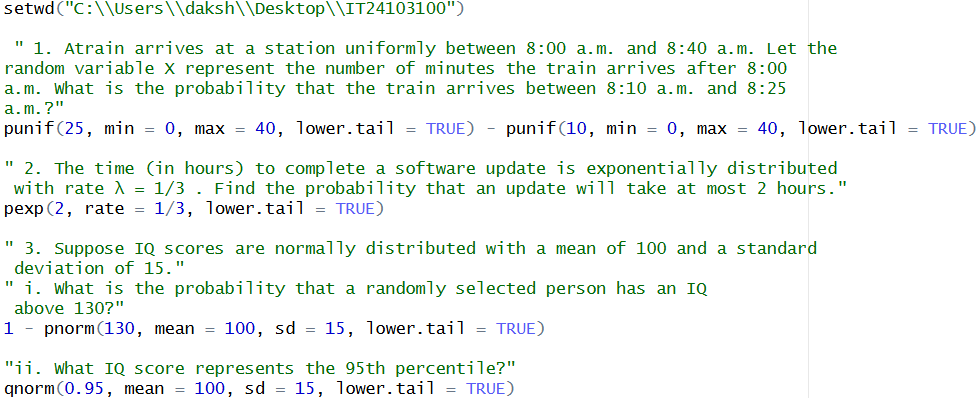 setwd("C:\\Users\\daksh\\Desktop\\IT24103100")
" 1. Atrain arrives at a station uniformly between 8:00 a.m. and 8:40 a.m. Let the
random variable X represent the number of minutes the train arrives after 8:00
a.m. What is the probability that the train arrives between 8:10 a.m. and 8:25
a.m.?"
punif(25, min = 0, max = 40, lower.tail = TRUE) - punif(10, min = 0, max = 40, lower.tail = TRUE)
" 2. The time (in hours) to complete a software update is exponentially distributed
with rate λ = 1/3 . Find the probability that an update will take at most 2 hours."
pexp(2, rate = 1/3, lower.tail = TRUE)
" 3. Suppose IQ scores are normally distributed with a mean of 100 and a standard
deviation of 15."
" i. What is the probability that a randomly selected person has an IQ
above 130?"
1 - pnorm(130, mean = 100, sd = 15, lower.tail = TRUE)
"ii. What IQ score represents the 95th percentile?"
qnorm(0.95, mean = 100, sd = 15, lower.tail = TRUE)